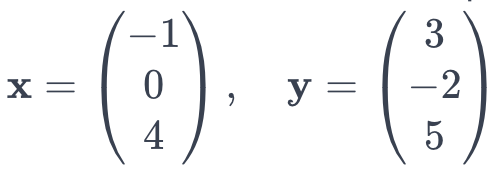 x = (−1 0 4), y = (3 −2 5)